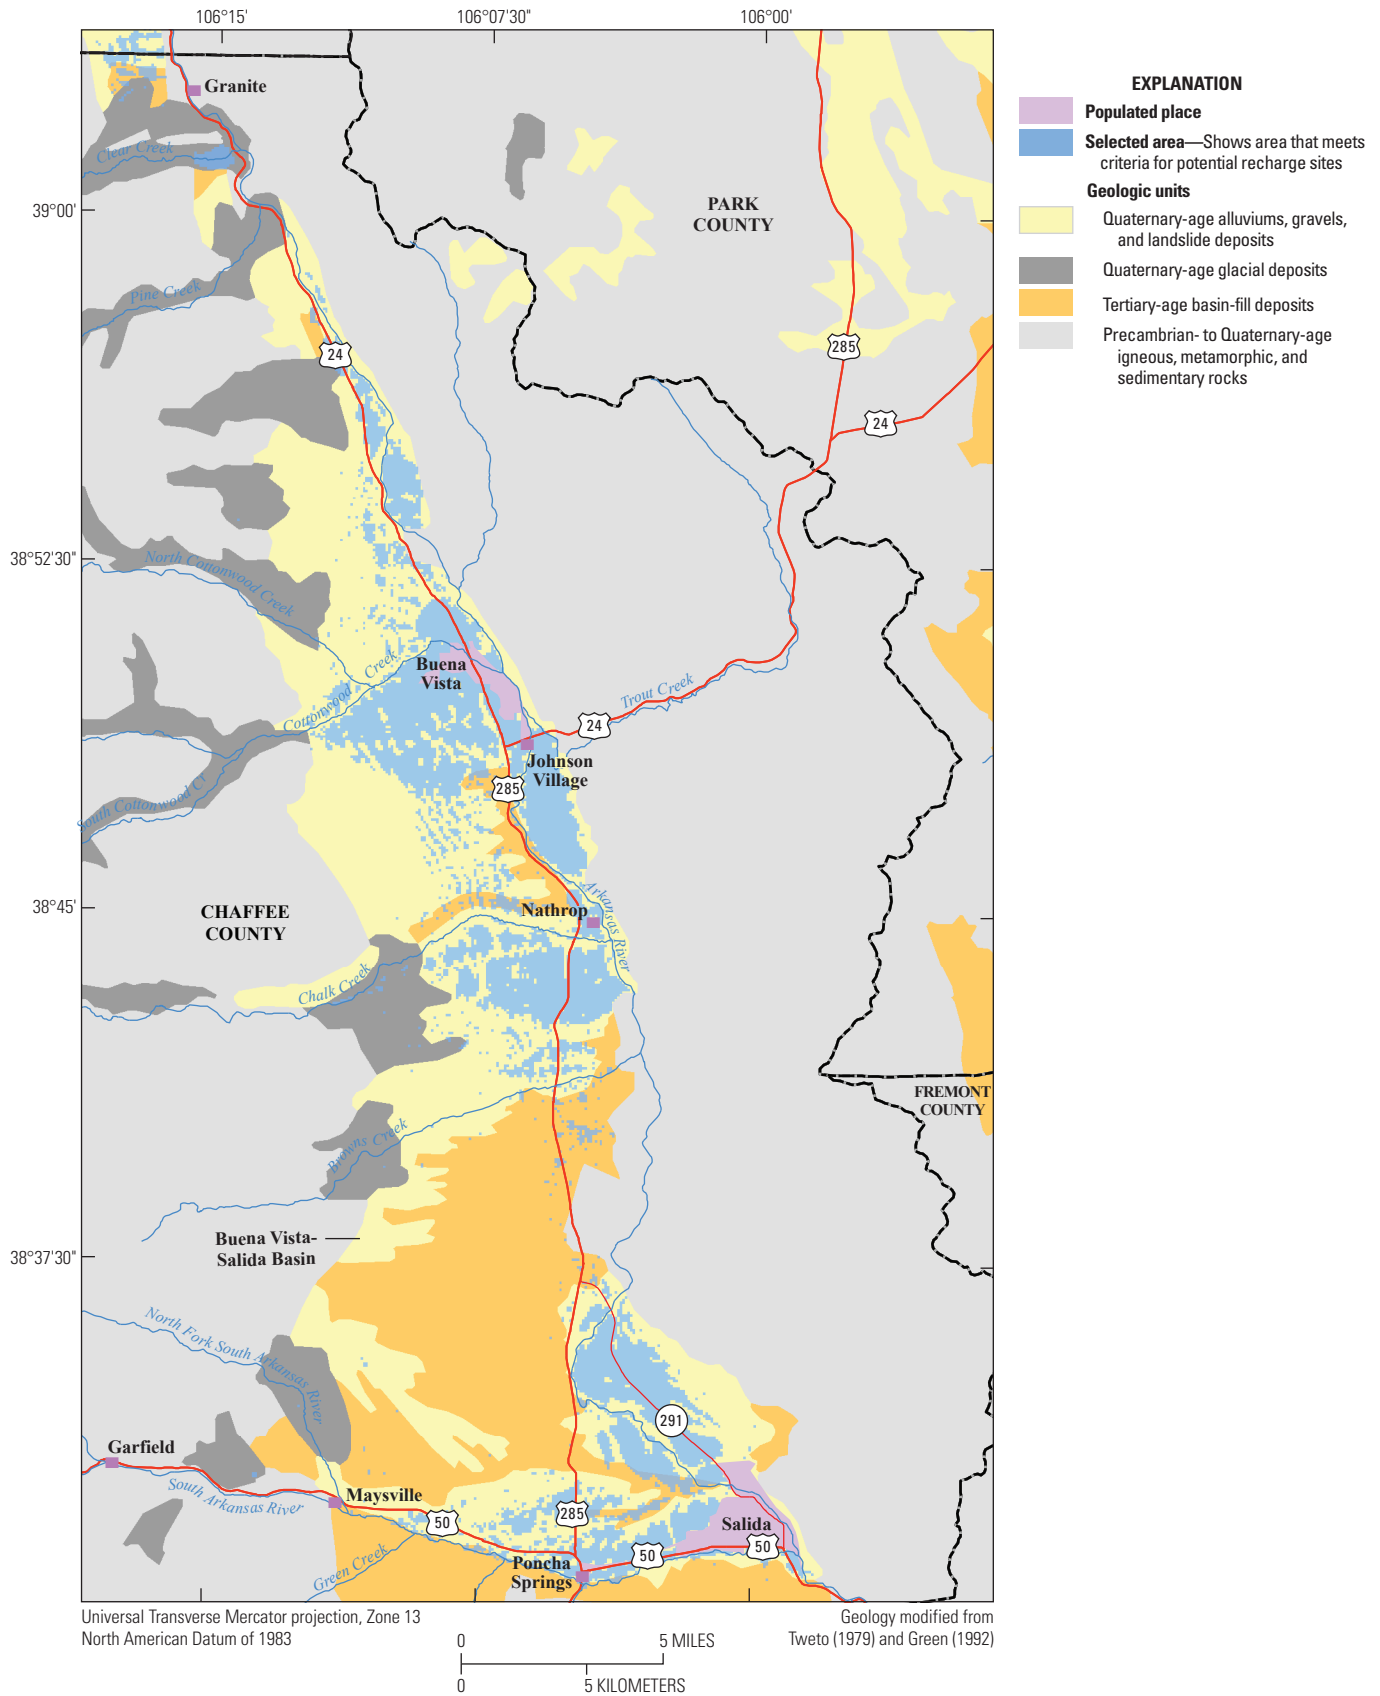 106°15'
106°07'30"
106°00'
39°00'
38°52'30"
38°45'
38°37'30"
Granite
Clear Creek
PARK
COUNTY
Pine Creek
24
285
24
North Cottonwood Creek
Cottonwood Creek
Buena
Vista
Trout Creek
24
Johnson
Village
285
South Cottonwood Cr
Arkansas River
CHAFFEE
COUNTY
Nathrop
Chalk Creek
FREMONT
COUNTY
Browns Creek
Buena Vista-
Salida Basin
North Fork South Arkansas River
291
Garfield
South Arkansas River
Maysville
50
285
Salida
50
50
Green Creek
Poncha
Springs
Universal Transverse Mercator projection, Zone 13
North American Datum of 1983
Geology modified from
Tweto (1979) and Green (1992)
0 5 MILES
0 5 KILOMETERS
EXPLANATION
Populated place
Selected area—Shows area that meets
criteria for potential recharge sites
Geologic units
Quaternary-age alluviums, gravels,
and landslide deposits
Quaternary-age glacial deposits
Tertiary-age basin-fill deposits
Precambrian- to Quaternary-age
igneous, metamorphic, and
sedimentary rocks